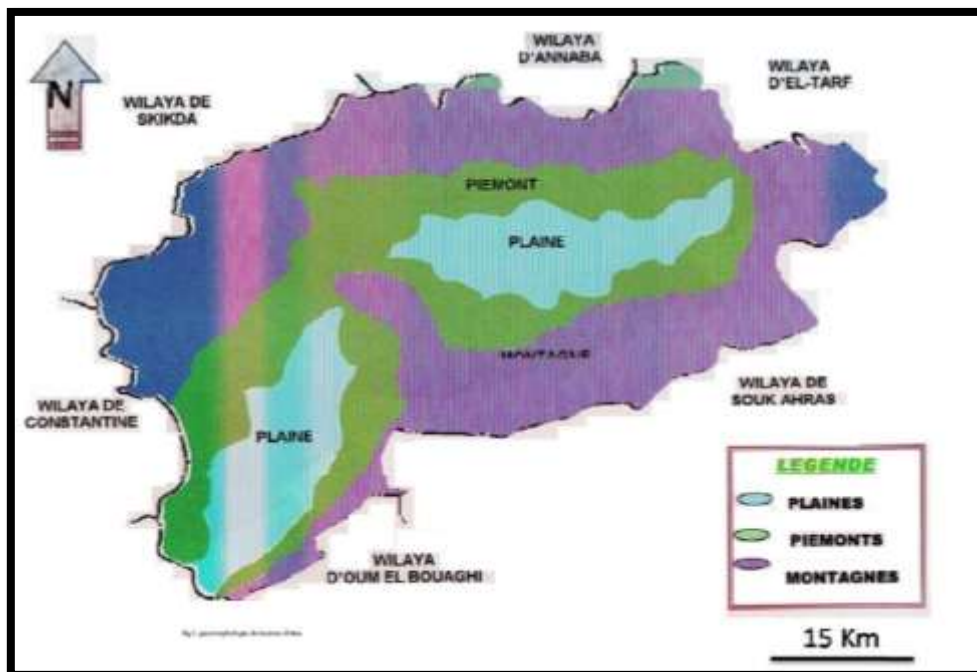 N
WILAYA
D'ANNABA
WILAYA
D'EL-TARF
WILAYA DE
SKIKDA
PIEMONT
PLAINE
MONTAGNE
WILAYA DE
SOUK AHRAS
WILAYA DE
CONSTANTINE
PLAINE
WILAYA
D'OUM EL BOUAGHI
LEGENDE
PLAINES
PIEMONTS
MONTAGNES
15 Km